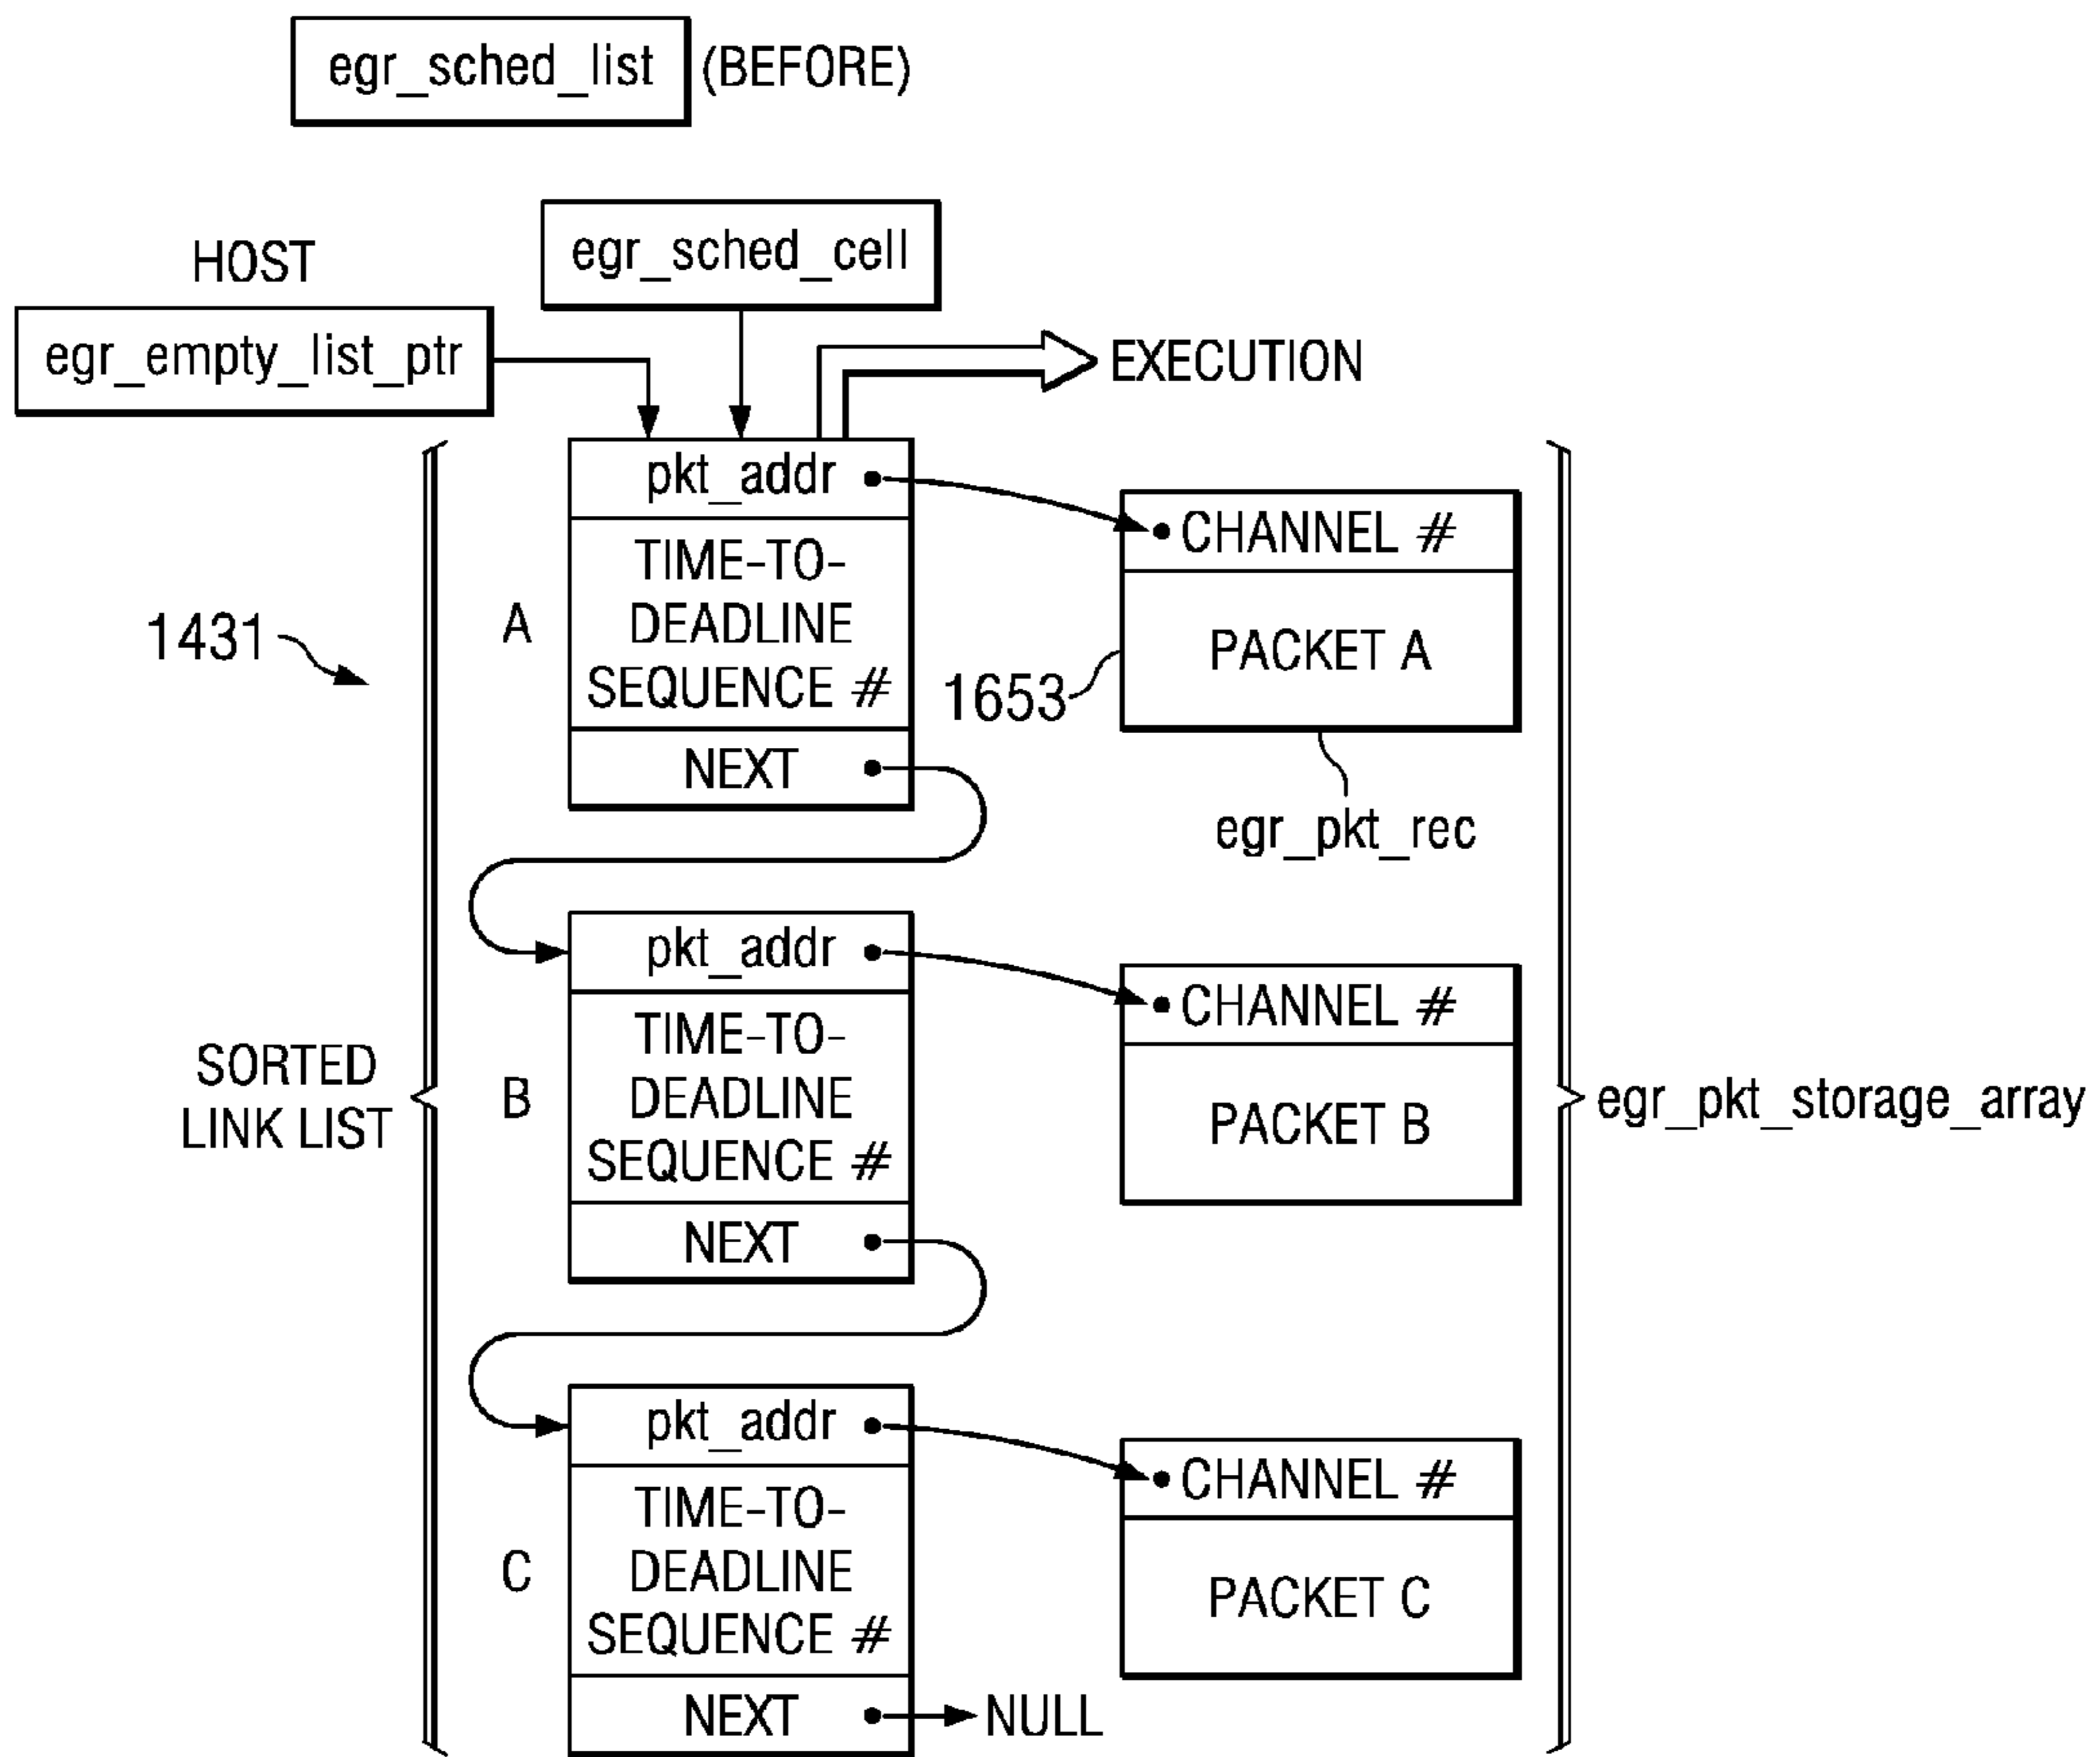 egr_sched_list (BEFORE)
egr_sched_cell
HOST
egr_empty_list_ptr
EXECUTION
pkt_addr
CHANNEL #
TIME-TO-
DEADLINE
SEQUENCE #
A
1431
PACKET A
1653
NEXT
egr_pkt_rec
pkt_addr
CHANNEL #
TIME-TO-
DEADLINE
SEQUENCE #
SORTED
LINK LIST
B
PACKET B
egr_pkt_storage_array
NEXT
pkt_addr
CHANNEL #
TIME-TO-
DEADLINE
SEQUENCE #
C
PACKET C
NEXT
NULL